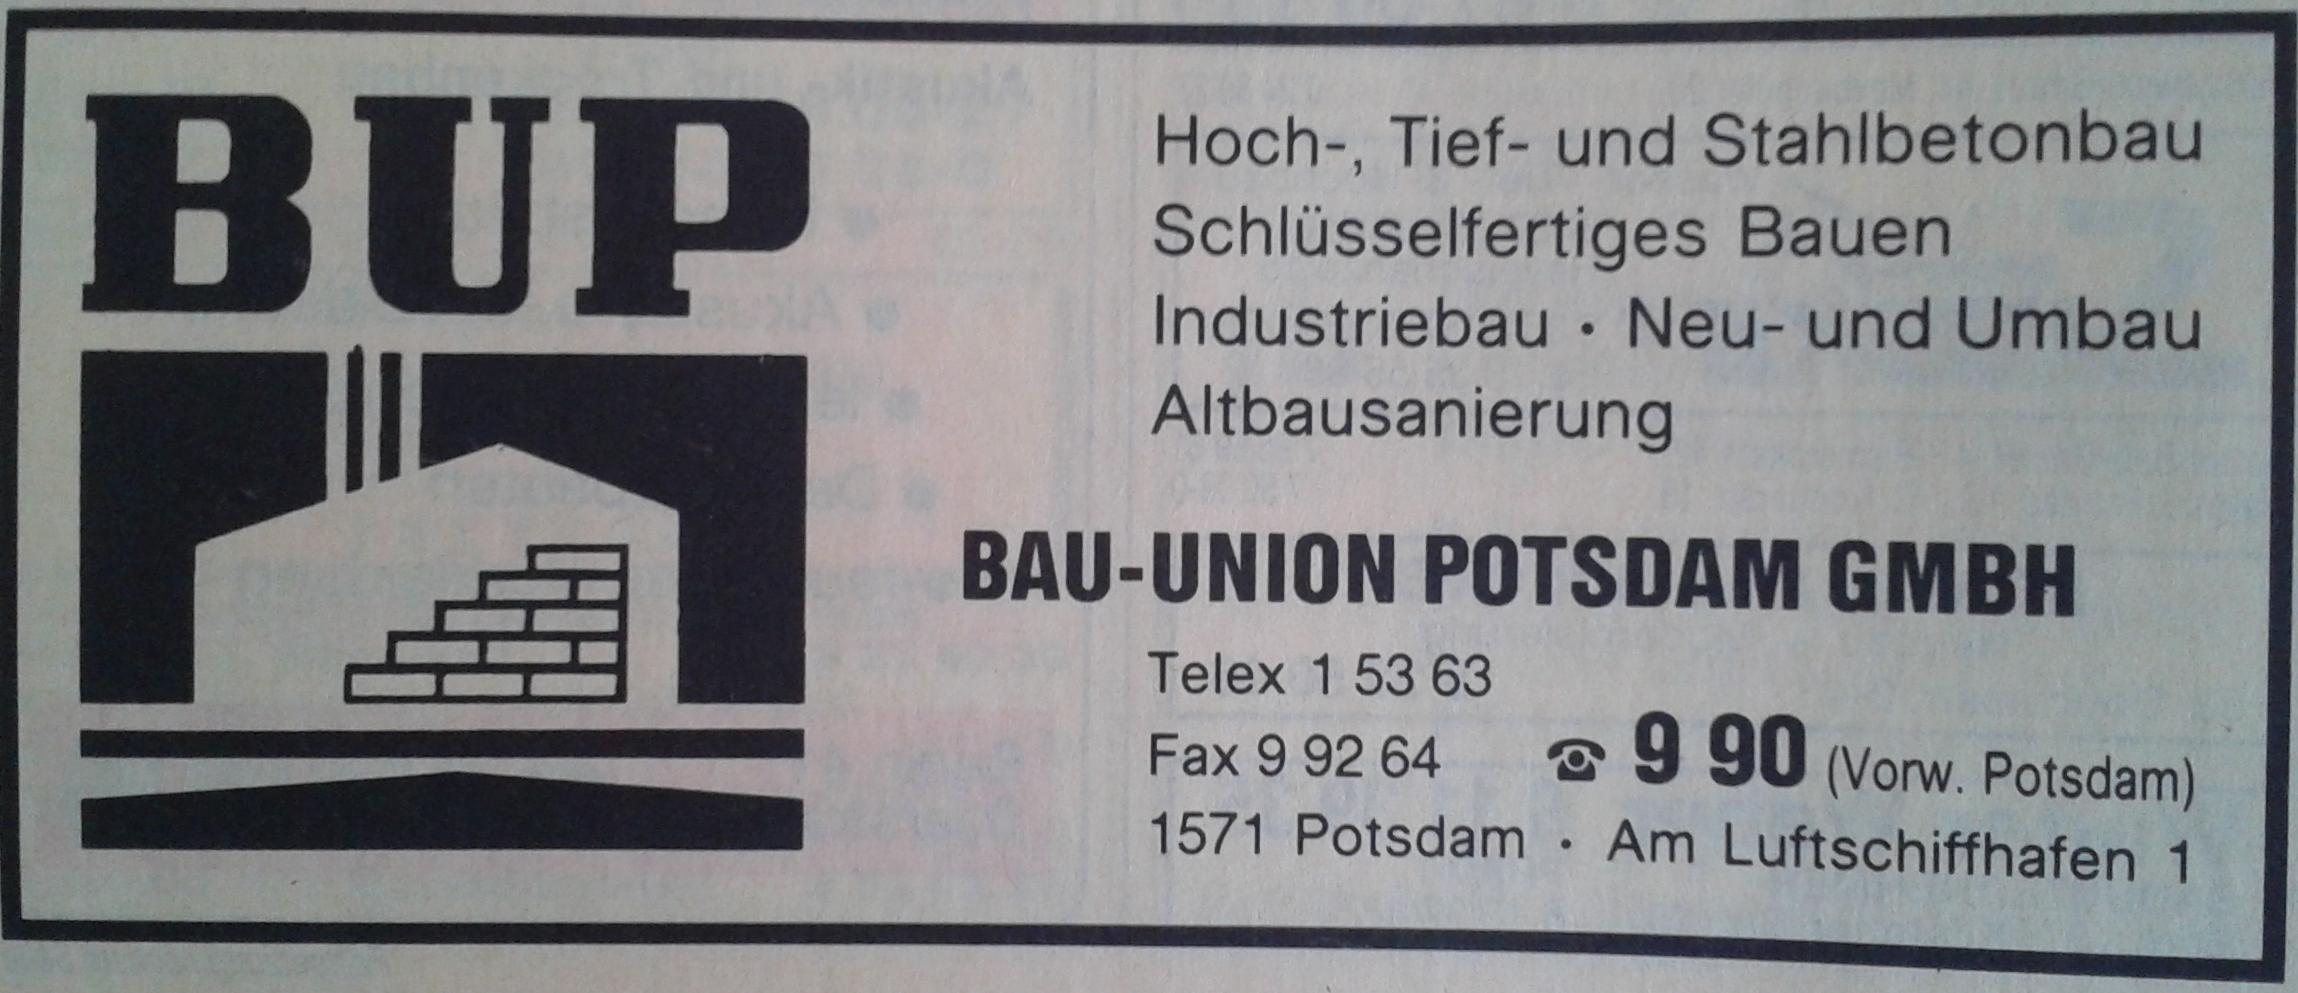 BUP
Hoch-, Tief- und Stahlbetonbau
Schlüsselfertiges Bauen
Industriebau · Neu- und Umbau
Altbausanierung
BAU-UNION POTSDAM GMBH
Telex 1 53 63
Fax 9 92 64 ☎ 9 90 (Vorw. Potsdam)
1571 Potsdam · Am Luftschiffhafen 1